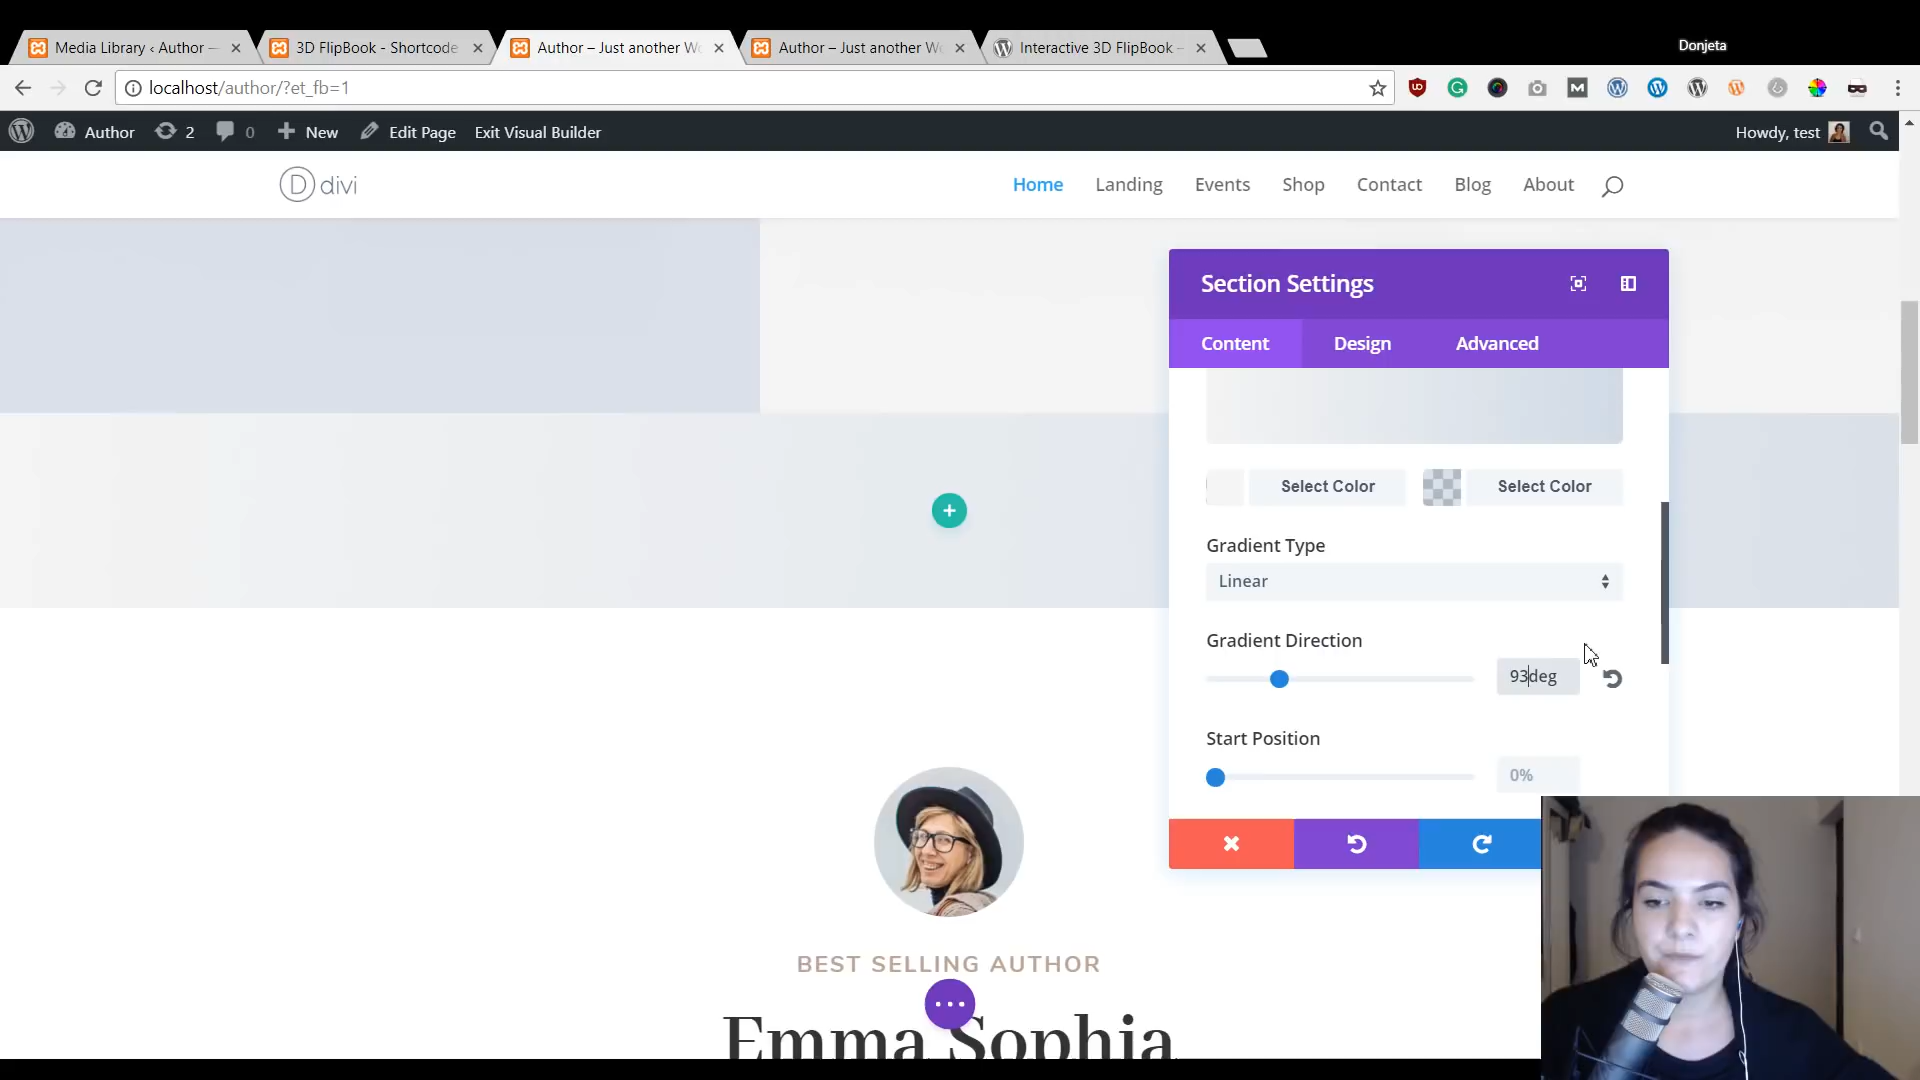 Donjeta
Media Library ‹ Author —
3D FlipBook - Shortcode
Author – Just another Wo
Author – Just another Wo
Interactive 3D FlipBook –
localhost/author/?et_fb=1
Author 2 0 New Edit Page Exit Visual Builder Howdy, test
D divi
Home Landing Events Shop Contact Blog About
Section Settings
Content Design Advanced
Select Color Select Color
Gradient Type
Linear
Gradient Direction
93deg
Start Position
0%
BEST SELLING AUTHOR
Emma Sophia